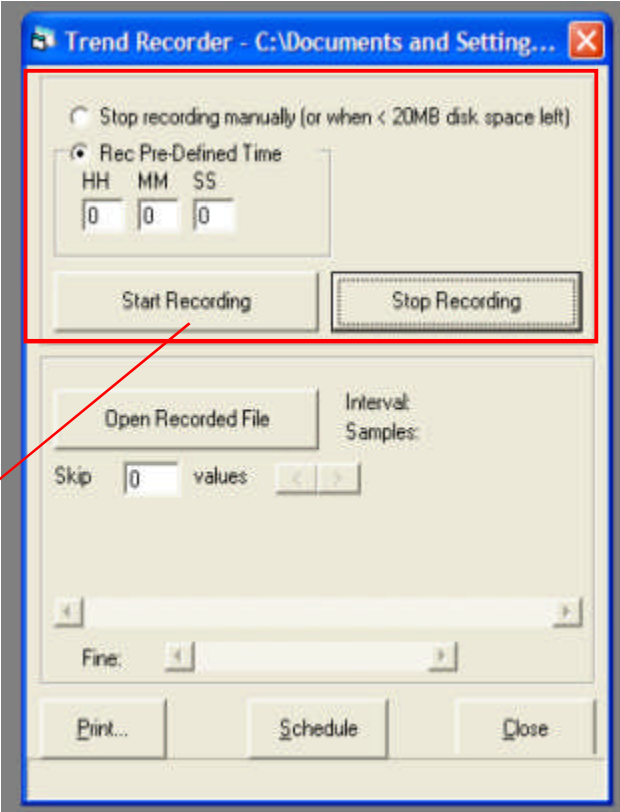 Trend Recorder - C:\Documents and Setting...
Stop recording manually (or when < 20MB disk space left)
Rec Pre-Defined Time
HH MM SS
0 0 0
Start Recording Stop Recording
Open Recorded File
Interval:
Samples:
Skip 0 values < >
Fine:
Print... Schedule Close